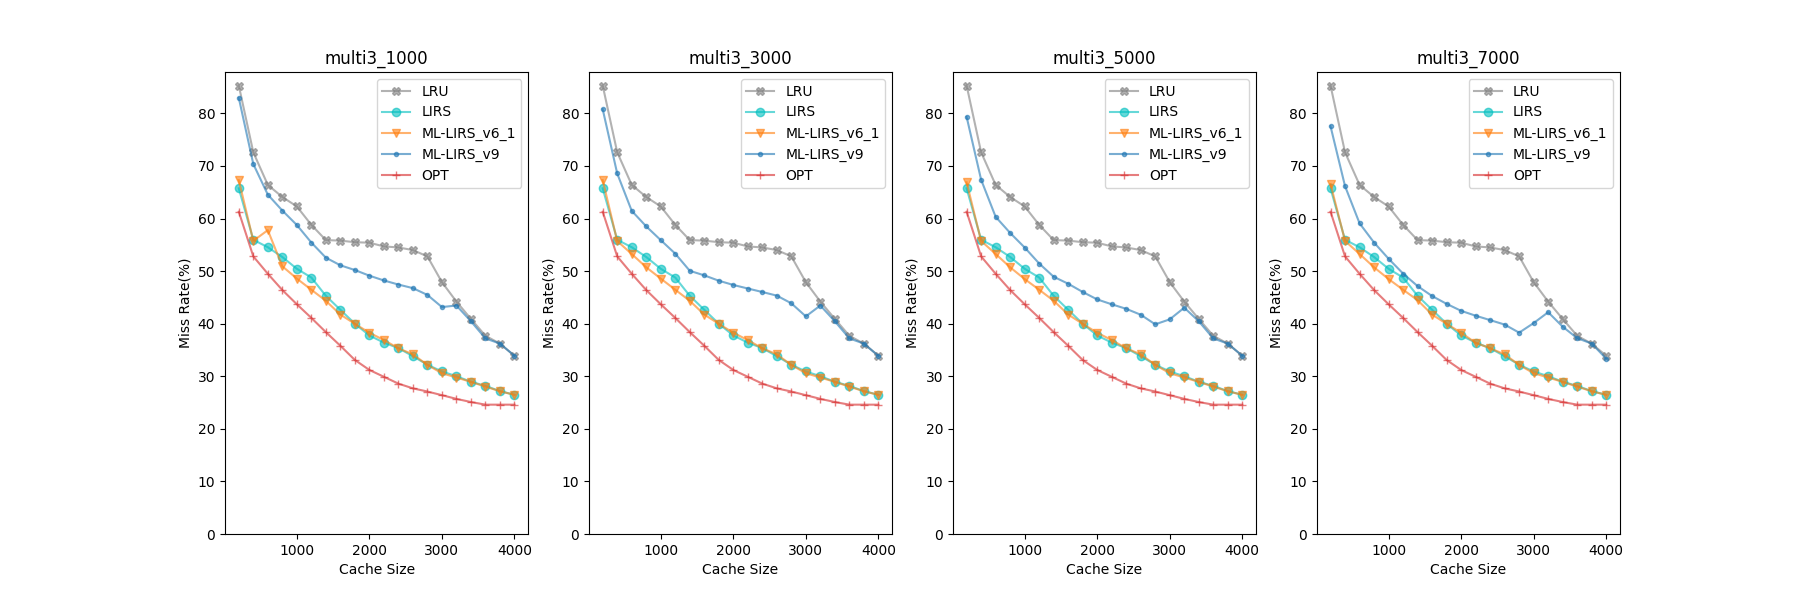 multi3_1000
Miss Rate(%)
80
70
60
50
40
30
20
10
0
1000 2000 3000 4000
Cache Size
LRU
LIRS
ML-LIRS_v6_1
ML-LIRS_v9
OPT
multi3_3000
Miss Rate(%)
80
70
60
50
40
30
20
10
0
1000 2000 3000 4000
Cache Size
LRU
LIRS
ML-LIRS_v6_1
ML-LIRS_v9
OPT
multi3_5000
Miss Rate(%)
80
70
60
50
40
30
20
10
0
1000 2000 3000 4000
Cache Size
LRU
LIRS
ML-LIRS_v6_1
ML-LIRS_v9
OPT
multi3_7000
Miss Rate(%)
80
70
60
50
40
30
20
10
0
1000 2000 3000 4000
Cache Size
LRU
LIRS
ML-LIRS_v6_1
ML-LIRS_v9
OPT